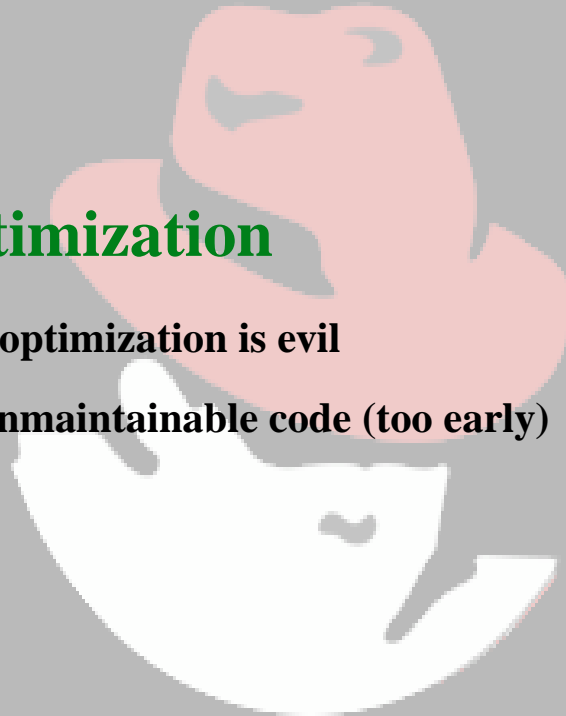 timization
optimization is evil
nmaintainable code (too early)